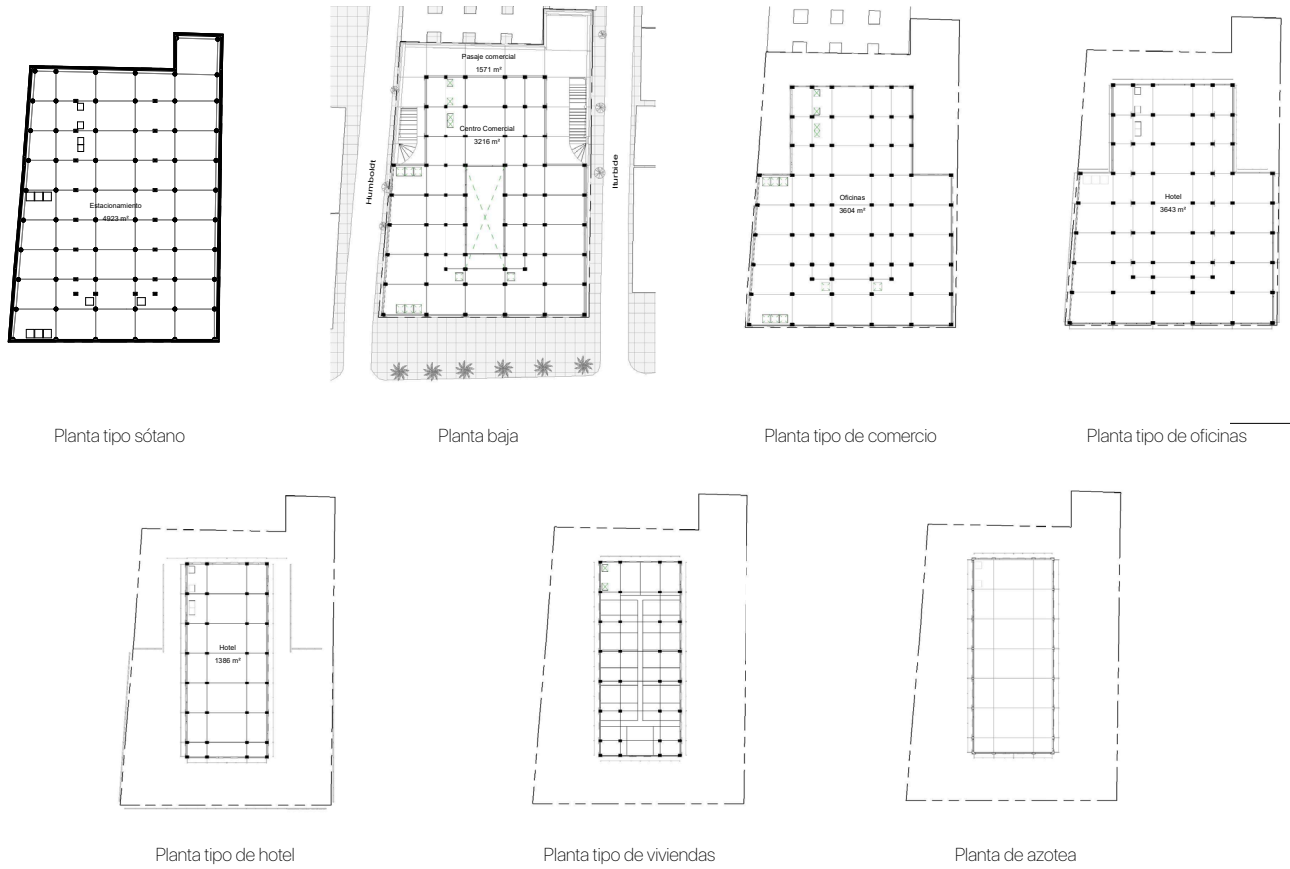 Pasaje comercial
1571 m²
Centro Comercial
3216 m²
Humboldt
Iturbide
Estacionamiento
4923 m²
Oficinas
3604 m²
Hotel
3643 m²
Planta tipo sótano
Planta baja
Planta tipo de comercio
Planta tipo de oficinas
Hotel
1386 m²
Planta tipo de hotel
Planta tipo de viviendas
Planta de azotea